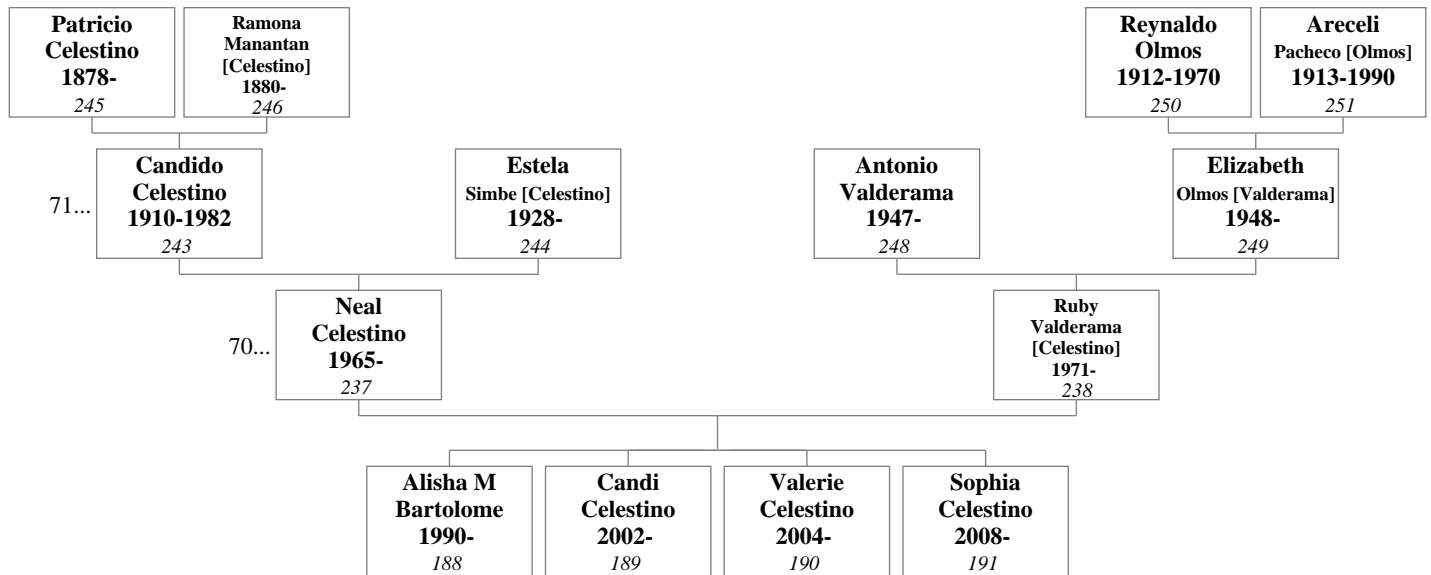 Patricio
Celestino
1878-
245
Ramona
Manantan
[Celestino]
1880-
246
Reynaldo
Olmos
1912-1970
250
Areceli
Pacheco [Olmos]
1913-1990
251
71...
Candido
Celestino
1910-1982
243
Estela
Simbe [Celestino]
1928-
244
Antonio
Valderama
1947-
248
Elizabeth
Olmos [Valderama]
1948-
249
70...
Neal
Celestino
1965-
237
Ruby
Valderama
[Celestino]
1971-
238
Alisha M
Bartolome
1990-
188
Candi
Celestino
2002-
189
Valerie
Celestino
2004-
190
Sophia
Celestino
2008-
191